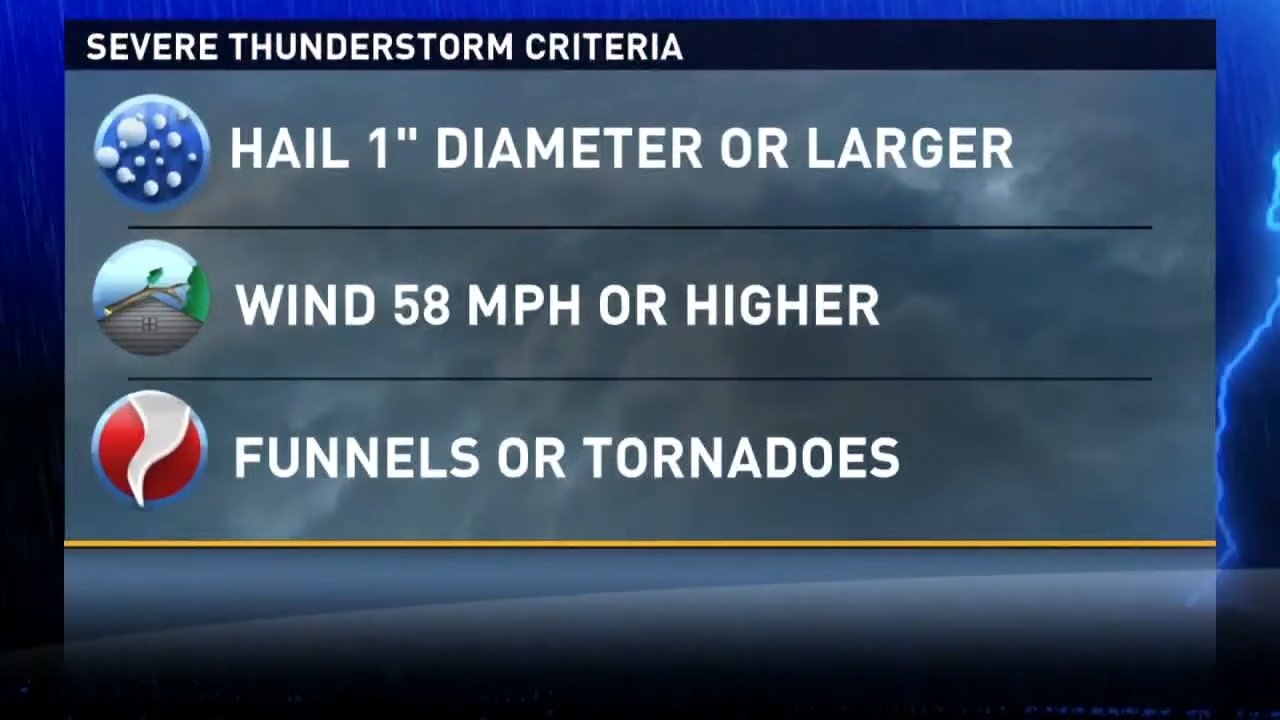 SEVERE THUNDERSTORM CRITERIA
HAIL 1" DIAMETER OR LARGER
WIND 58 MPH OR HIGHER
FUNNELS OR TORNADOES